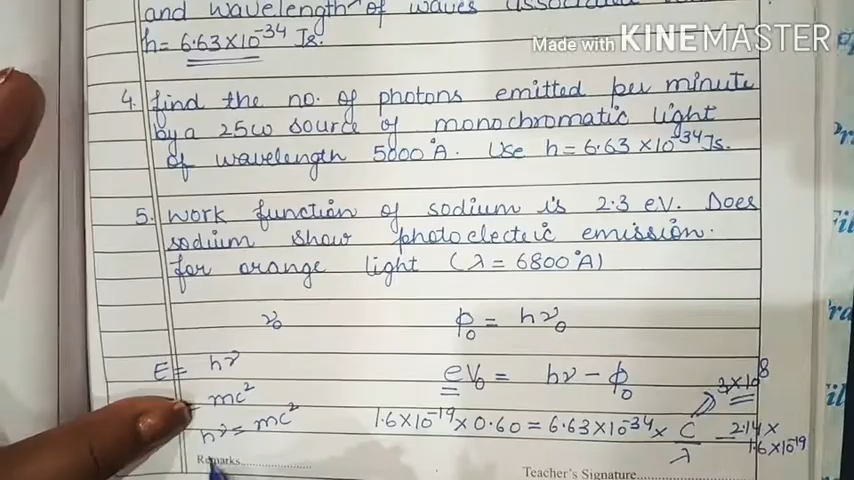 and wavelength of waves
h = 6.63×10⁻³⁴ Js.
Made with KINEMASTER
4. find the no. of photons emitted per minute
by a 25W source of monochromatic light
of wavelength 5000°A. Use h = 6.63×10⁻³⁴Js.
5. Work function of sodium is 2.3 eV. Does
sodium show photoelecteic emission.
for orange light (λ = 6800°A)
ν₀ ϕ₀ = hν₀
E = hν
eV₀ = hν - ϕ₀
= mc²
3×10⁸
hν = mc²
1.6×10⁻¹⁹×0.60 = 6.63×10⁻³⁴× C/λ - 2.14×1.6×10⁻¹⁹
Remarks
Teacher's Signature